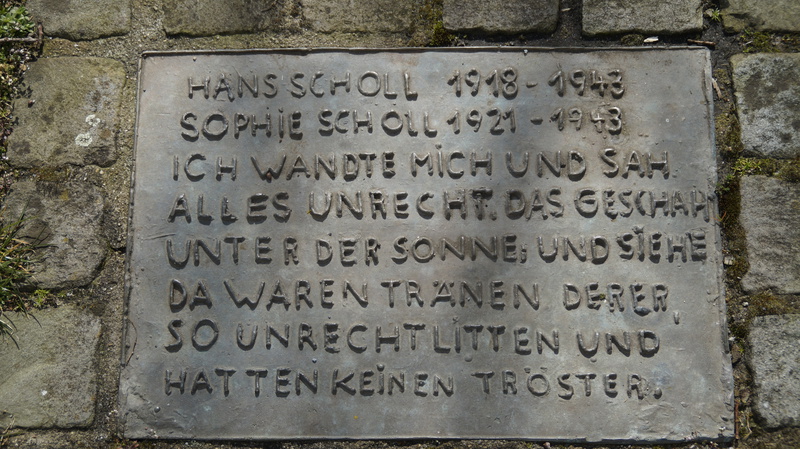 HANS SCHOLL 1918 - 1943
SOPHIE SCHOLL 1921 - 1943
ICH WANDTE MICH UND SAH
ALLES UNRECHT. DAS GESCHAH
UNTER DER SONNE; UND SIEHE
DA WAREN TRÄNEN DERER,
SO UNRECHT LITTEN UND
HATTEN KEINEN TRÖSTER.